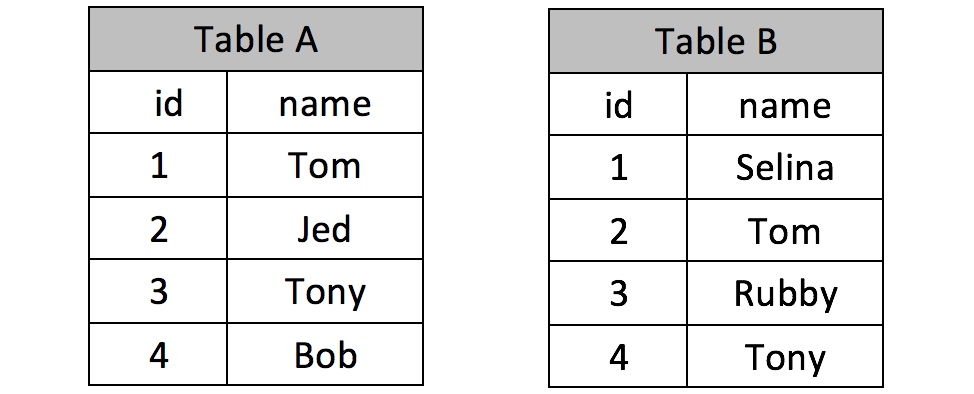 Table A
id name
1 Tom
2 Jed
3 Tony
4 Bob
Table B
id name
1 Selina
2 Tom
3 Rubby
4 Tony